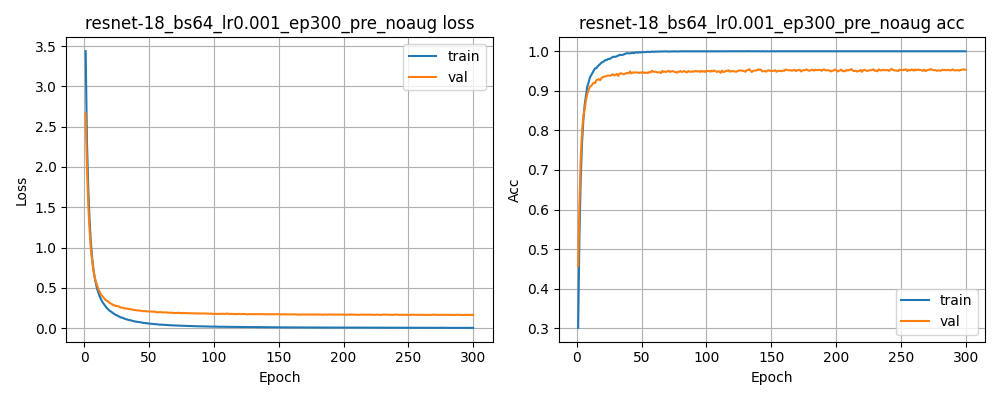 resnet-18_bs64_lr0.001_ep300_pre_noaug loss
3.5
3.0
2.5
2.0
1.5
1.0
0.5
0.0
Loss
train
val
0 50 100 150 200 250 300
Epoch
resnet-18_bs64_lr0.001_ep300_pre_noaug acc
1.0
0.9
0.8
0.7
0.6
0.5
0.4
0.3
Acc
train
val
0 50 100 150 200 250 300
Epoch